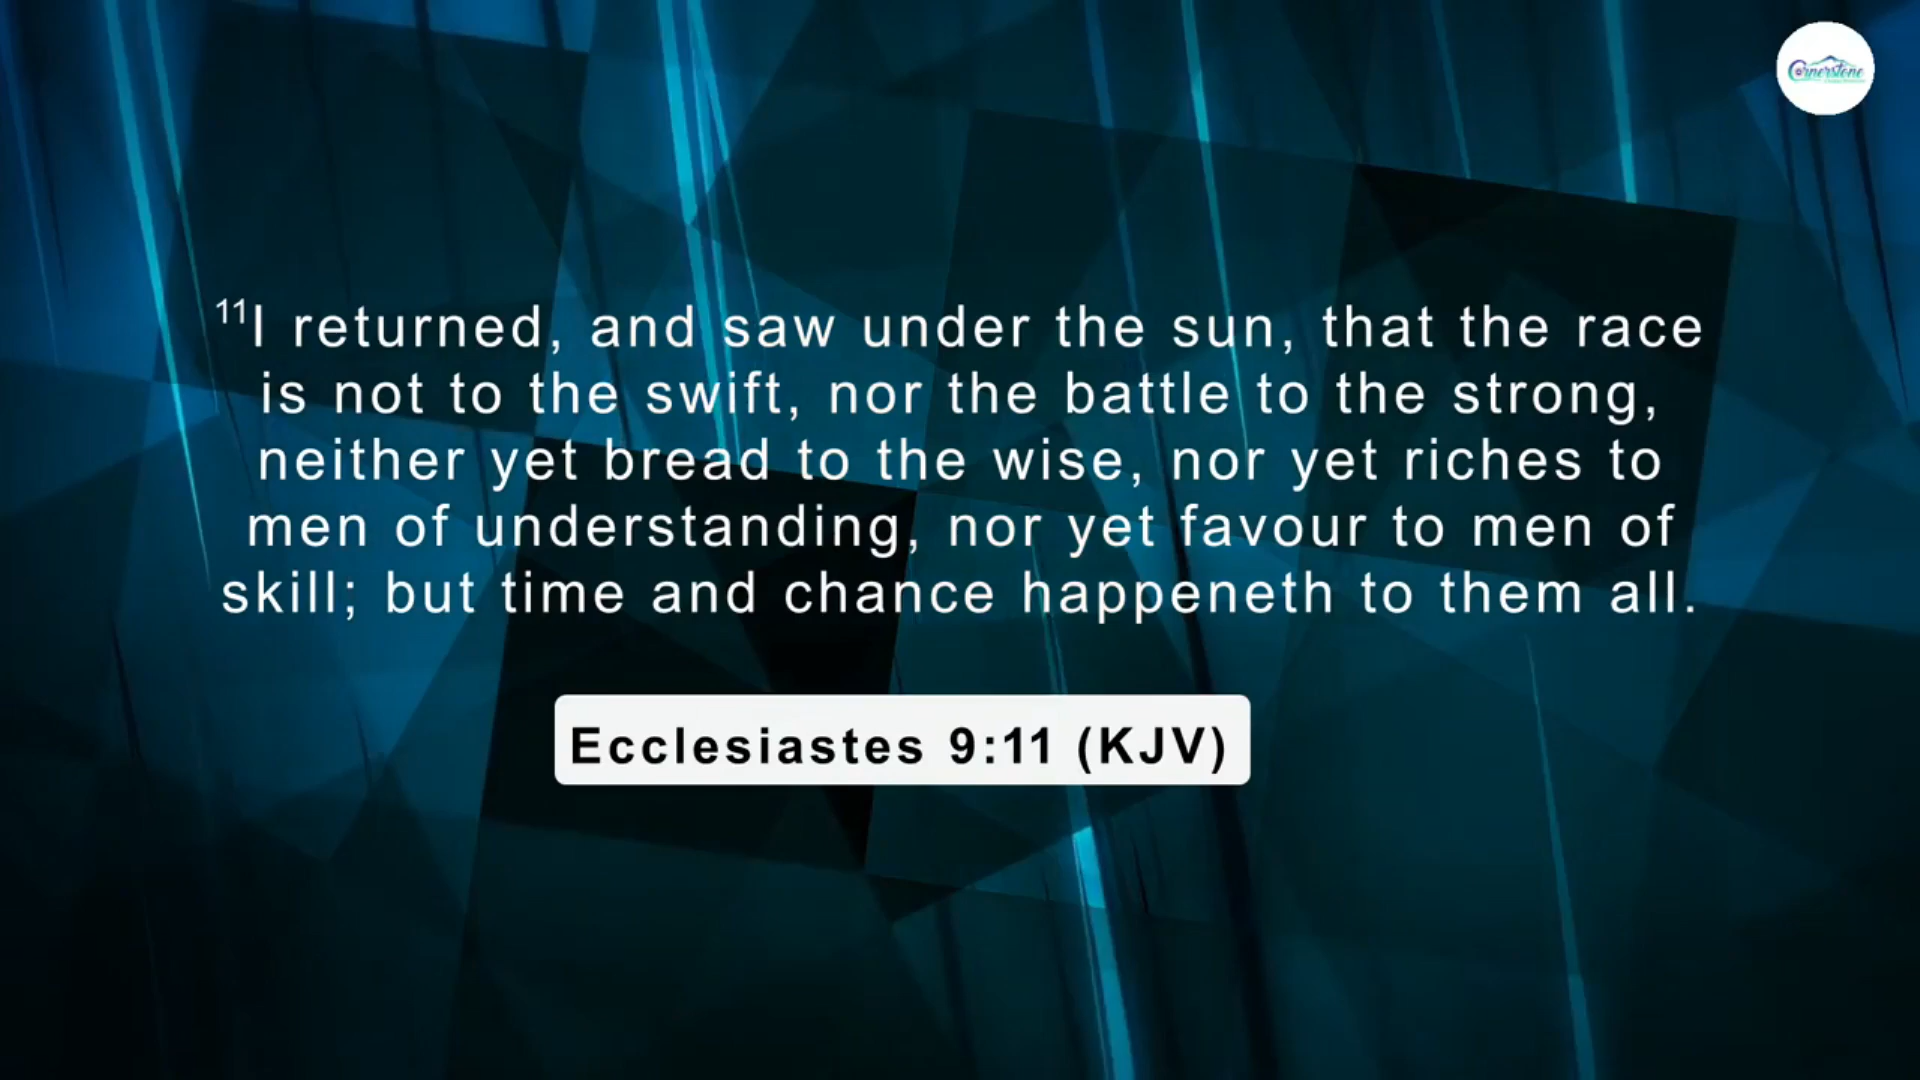 Cornerstone
11I returned, and saw under the sun, that the race
is not to the swift, nor the battle to the strong,
neither yet bread to the wise, nor yet riches to
men of understanding, nor yet favour to men of
skill; but time and chance happeneth to them all.
Ecclesiastes 9:11 (KJV)